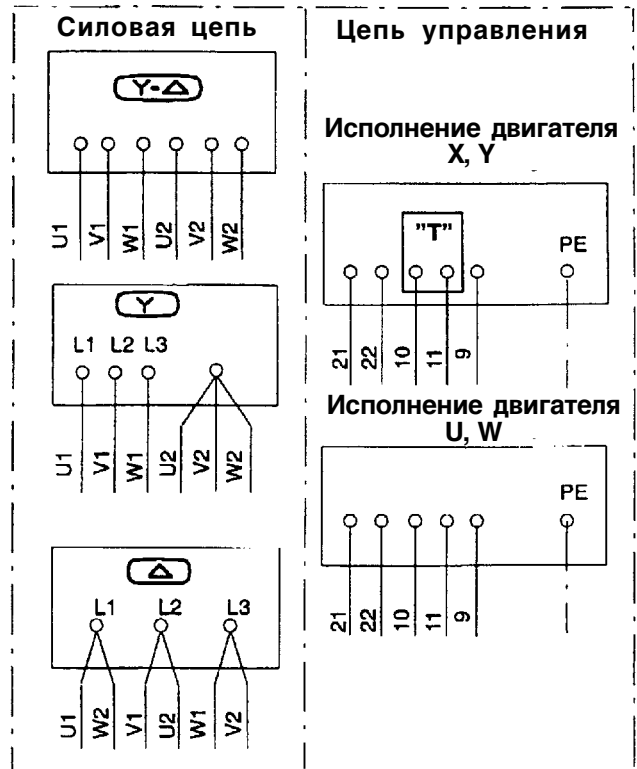 Силовая цепь
Y-Δ
U1 V1 W1 U2 V2 W2
Y
L1 L2 L3
U1 V1 W1 U2 V2 W2
Δ
L1 L2 L3
U1 W2 V1 U2 W1 V2
Цепь управления
Исполнение двигателя
X, Y
"T"
PE
21 22 10 11 9
Исполнение двигателя
U, W
PE
21 22 10 11 9